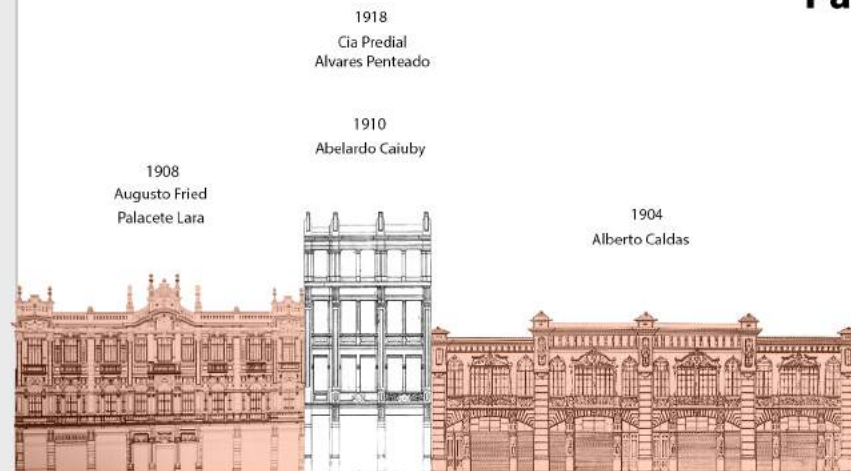 1918
Cia Predial
Alvares Penteado
1910
Abelardo Caiuby
1908
Augusto Fried
Palacete Lara
1904
Alberto Caldas